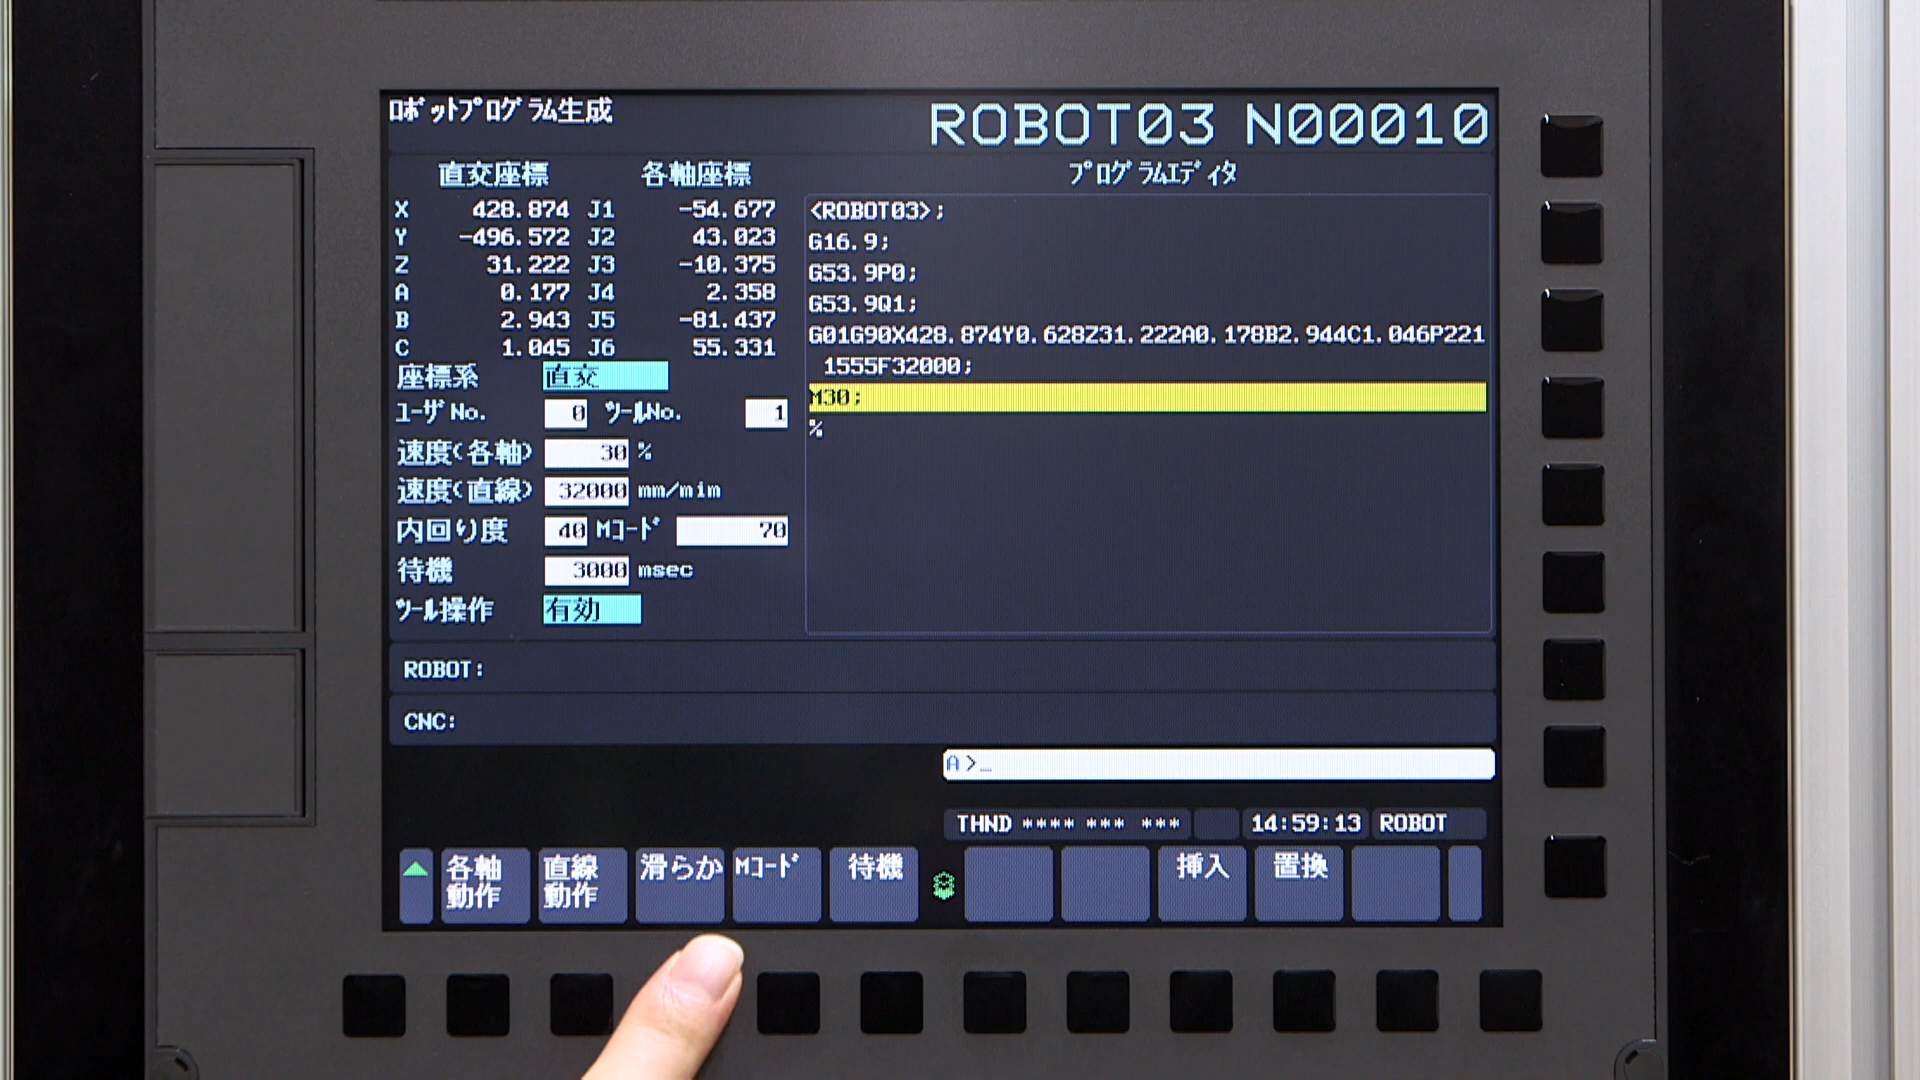 ロボットプログラム生成 ROBOT03 N00010
直交座標 各軸座標 プログラムエディタ
X 428.874 J1 -54.677
Y -496.572 J2 43.023
Z 31.222 J3 -10.375
A 0.177 J4 2.358
B 2.943 J5 -81.437
C 1.045 J6 55.331
座標系 直交
ユーザNo. 0 ツールNo. 1
速度(各軸) 30 %
速度(直線) 32000 mm/mim
内回り度 40 Mコード 70
待機 3000 msec
ツール操作 有効
<ROBOT03>;
G16.9;
G53.9P0;
G53.9Q1;
G01G90X428.874Y0.628Z31.222A0.178B2.944C1.046P221
1555F32000;
M30;
%
ROBOT:
CNC:
A>_
THND **** *** *** 14:59:13 ROBOT
各軸動作 直線動作 滑らか Mコード 待機 挿入 置換